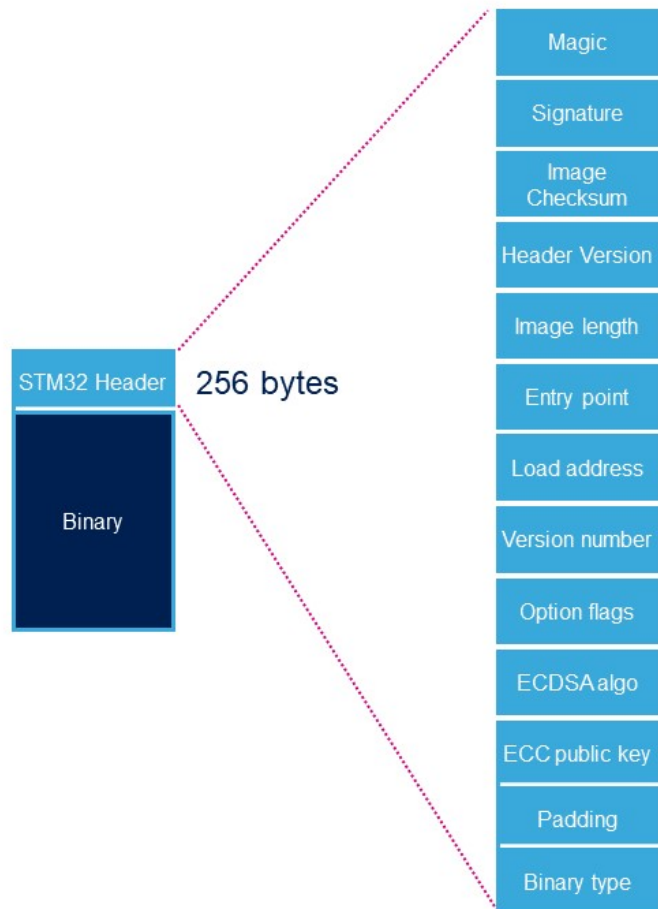 STM32 Header
256 bytes
Binary
Magic
Signature
Image
Checksum
Header Version
Image length
Entry point
Load address
Version number
Option flags
ECDSA algo
ECC public key
Padding
Binary type